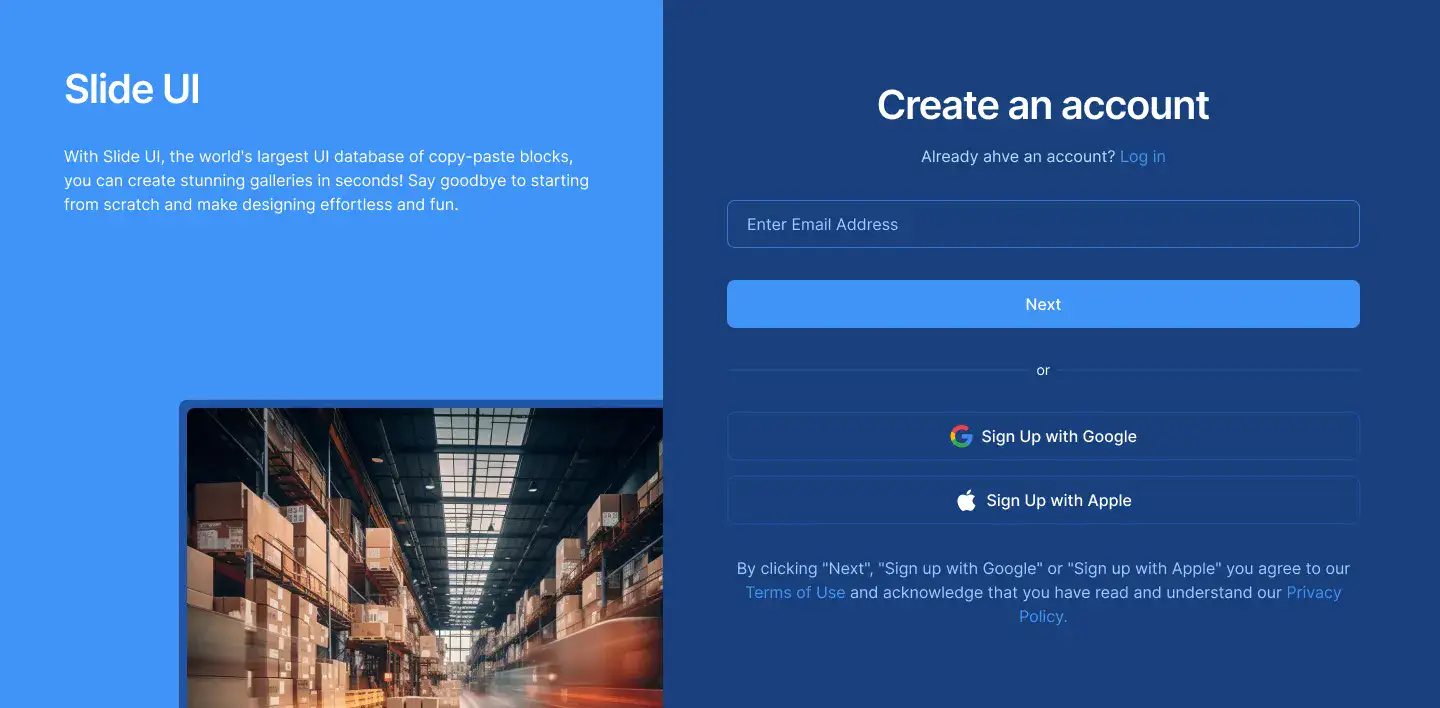 Slide UI
With Slide UI, the world's largest UI database of copy-paste blocks,
you can create stunning galleries in seconds! Say goodbye to starting
from scratch and make designing effortless and fun.
Create an account
Already ahve an account? Log in
Enter Email Address
Next
or
Sign Up with Google
Sign Up with Apple
By clicking "Next", "Sign up with Google" or "Sign up with Apple" you agree to our
Terms of Use and acknowledge that you have read and understand our Privacy
Policy.